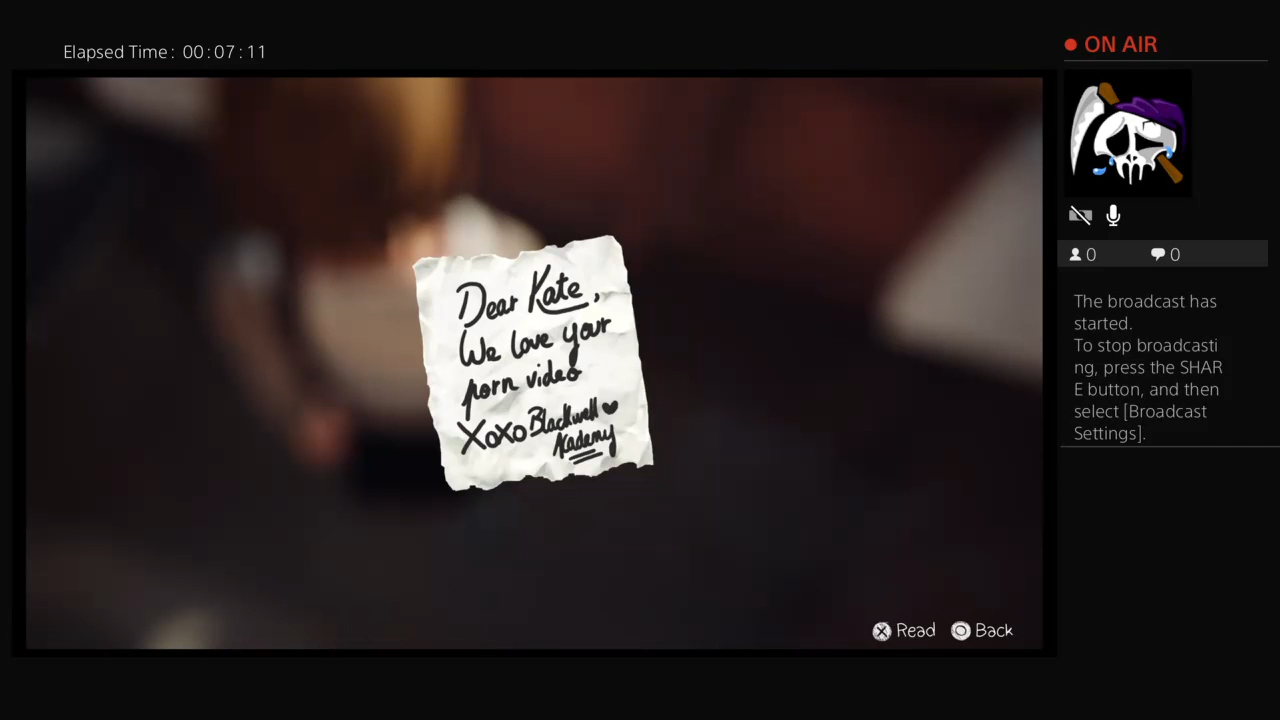 Elapsed Time: 00:07:11
ON AIR
Dear Kate,
We love your
porn video
XoXo Blackwell
Kademy
0
0
The broadcast has
started.
To stop broadcasti
ng, press the SHAR
E button, and then
select [Broadcast
Settings].
Read
Back